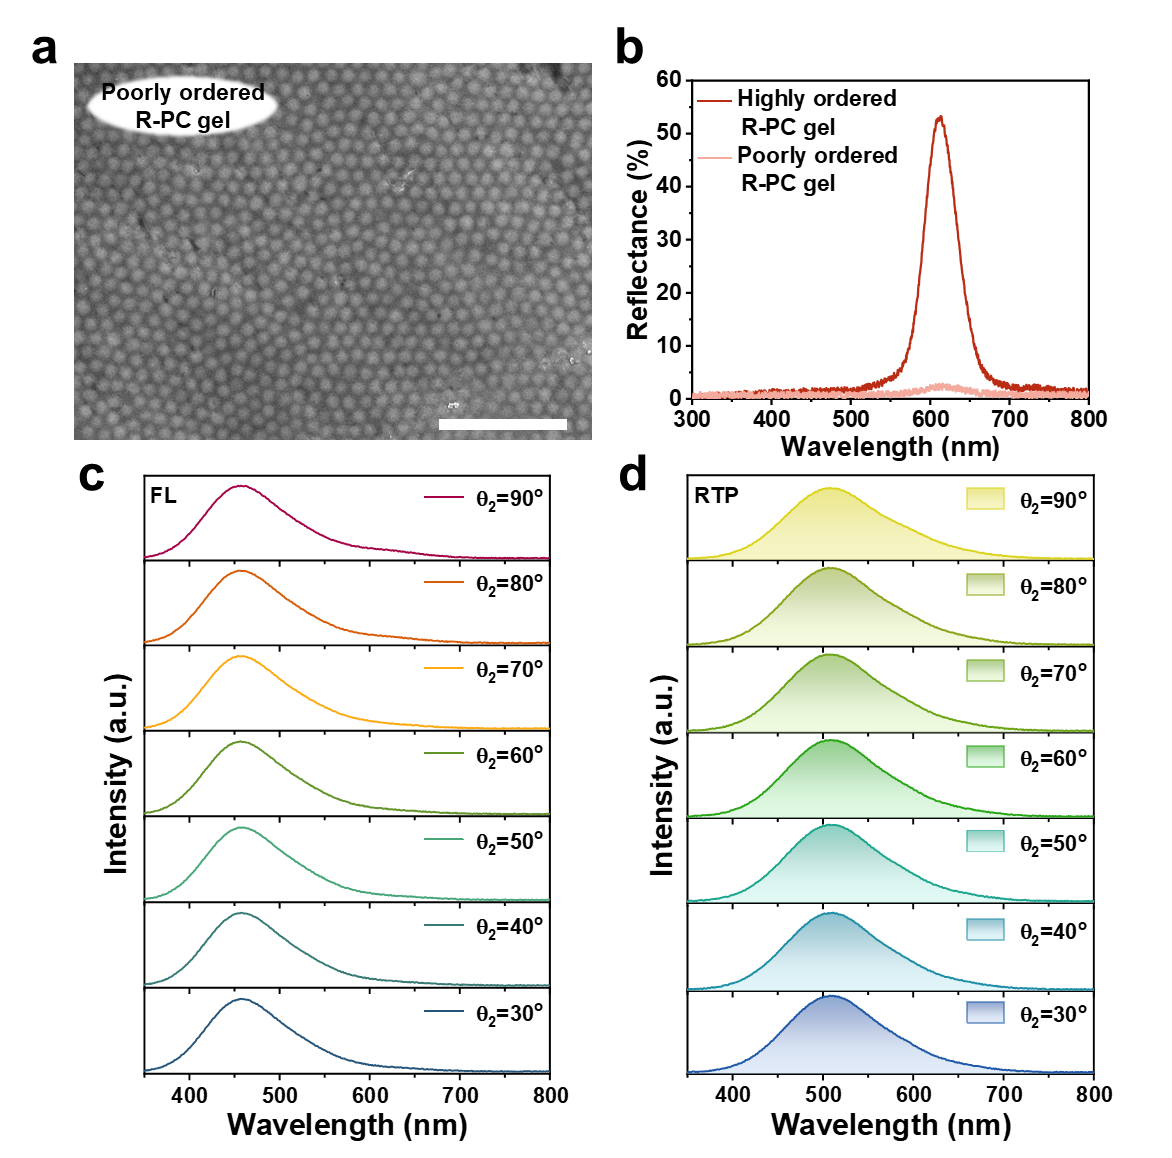 a
Poorly ordered
R-PC gel
b
60
50
40
30
20
10
0
Reflectance (%)
Highly ordered
R-PC gel
Poorly ordered
R-PC gel
300 400 500 600 700 800
Wavelength (nm)
c
FL
θ2=90°
θ2=80°
θ2=70°
θ2=60°
θ2=50°
θ2=40°
θ2=30°
Intensity (a.u.)
400 500 600 700 800
Wavelength (nm)
d
RTP
θ2=90°
θ2=80°
θ2=70°
θ2=60°
θ2=50°
θ2=40°
θ2=30°
Intensity (a.u.)
400 500 600 700 800
Wavelength (nm)